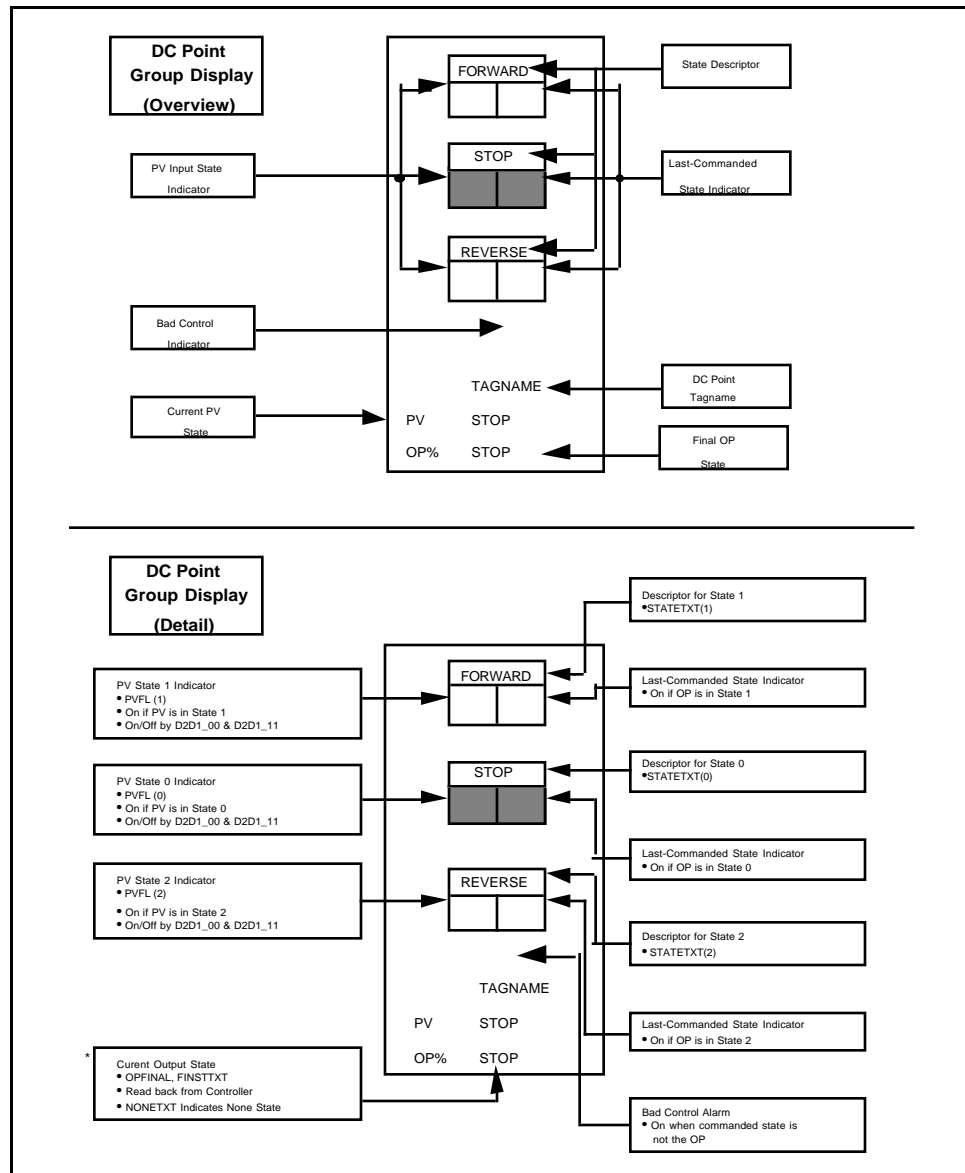 DC Point
Group Display
(Overview)
FORWARD
State Descriptor
PV Input State
Indicator
STOP
Last-Commanded
State Indicator
REVERSE
Bad Control
Indicator
TAGNAME
DC Point
Tagname
Current PV
State
PV STOP
OP% STOP
Final OP
State
DC Point
Group Display
(Detail)
Descriptor for State 1
•STATETXT(1)
PV State 1 Indicator
• PVFL (1)
• On if PV is in State 1
• On/Off by D2D1_00 & D2D1_11
FORWARD
Last-Commanded State Indicator
• On if OP is in State 1
PV State 0 Indicator
• PVFL (0)
• On if PV is in State 0
• On/Off by D2D1_00 & D2D1_11
STOP
Descriptor for State 0
•STATETXT(0)
Last-Commanded State Indicator
• On if OP is in State 0
PV State 2 Indicator
• PVFL (2)
• On if PV is in State 2
• On/Off by D2D1_00 & D2D1_11
REVERSE
Descriptor for State 2
• STATETXT(2)
TAGNAME
PV STOP
OP% STOP
Last-Commanded State Indicator
• On if OP is in State 2
*
Curent Output State
• OPFINAL, FINSTTXT
• Read back from Controller
• NONETXT Indicates None State
Bad Control Alarm
• On when commanded state is
not the OP